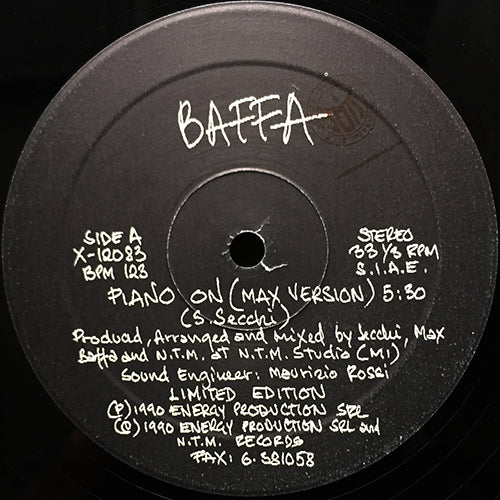 BAFFA
SIDE A
X-12083
BPM 123
STEREO
33 1/3 RPM
S.I.A.E.
PIANO ON (MAX VERSION) 5:30
(S. Secchi)
Produced, Arranged and mixed by Secchi, Max
Baffa and N.T.M. at N.T.M. Studio (MI)
Sound Engineer: Maurizio Rossi
LIMITED EDITION
(P) 1990 ENERGY PRODUCTION SRL
(C) 1990 ENERGY PRODUCTION SRL and
N.T.M. RECORDS
FAX: 6.581058